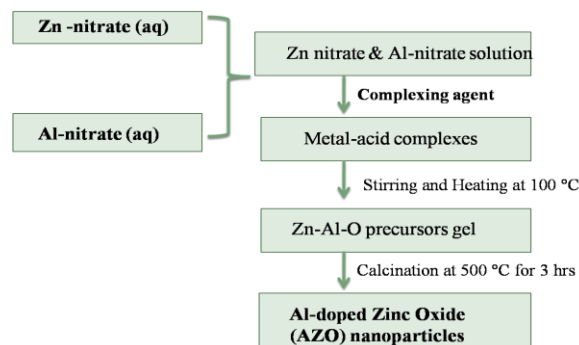 Zn -nitrate (aq)
Al-nitrate (aq)
Zn nitrate & Al-nitrate solution
Complexing agent
Metal-acid complexes
Stirring and Heating at 100 °C
Zn-Al-O precursors gel
Calcination at 500 °C for 3 hrs
Al-doped Zinc Oxide
(AZO) nanoparticles